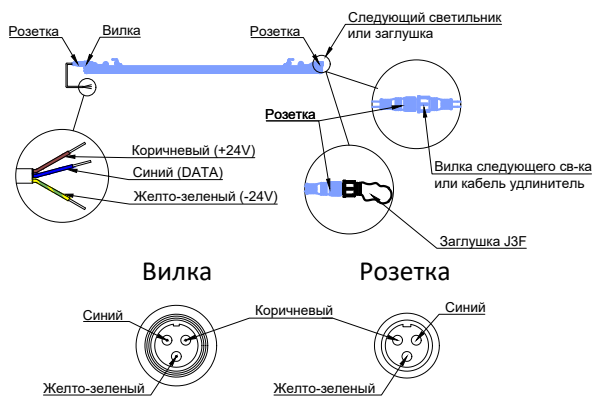 Следующий светильник
или заглушка
Розетка
Вилка
Розетка
Розетка
Коричневый (+24V)
Синий (DATA)
Желто-зеленый (-24V)
Вилка следующего св-ка
или кабель удлинитель
Заглушка J3F
Вилка
Розетка
Синий
Коричневый
Синий
Желто-зеленый
Желто-зеленый